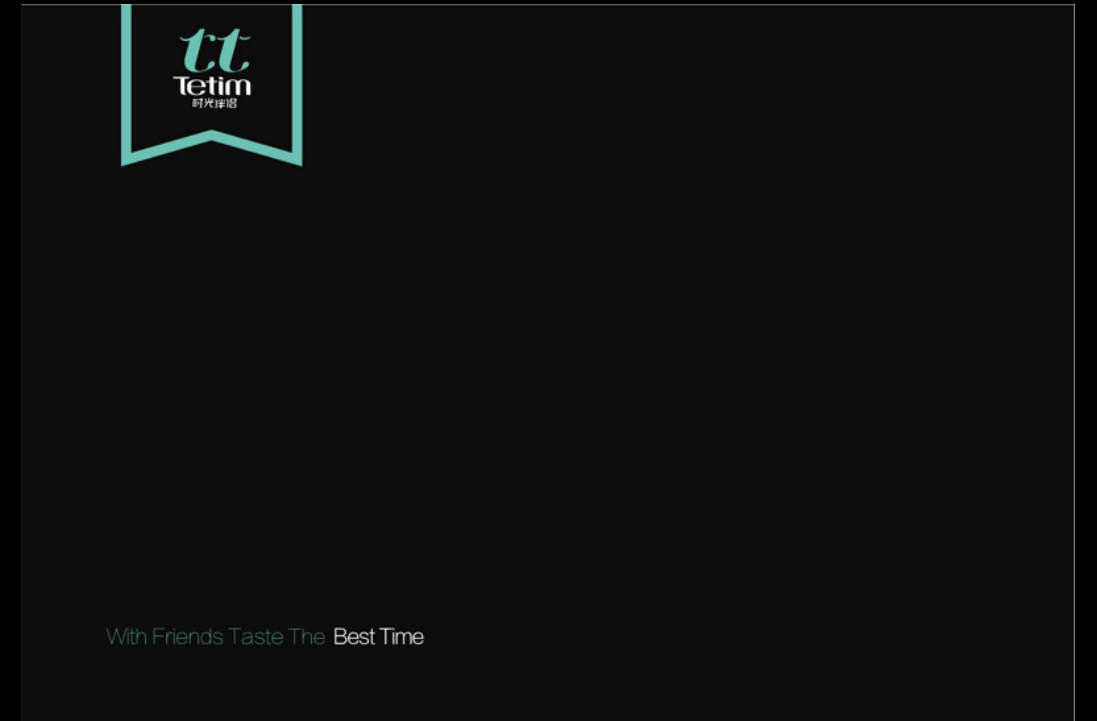 tt
Tetim
时光伴侣
With Friends Taste The Best Time